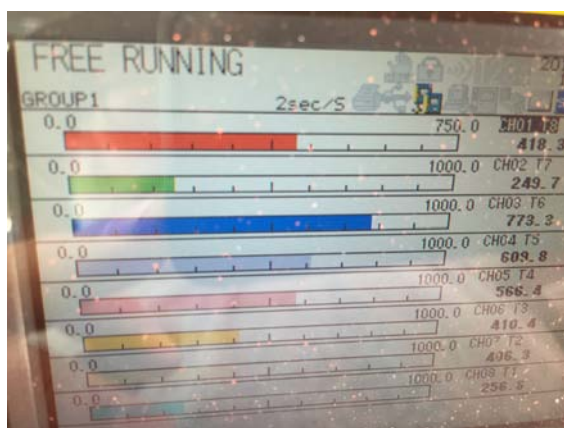 FREE RUNNING
20
GROUP1 2sec/S
0.0 750.0 CH01 T8
418.3
0.0 1000.0 CH02 T7
249.7
0.0 1000.0 CH03 T6
773.3
0.0 1000.0 CH04 T5
609.8
0.0 1000.0 CH05 T4
566.4
0.0 1000.0 CH06 T3
410.4
0.0 1000.0 CH07 T2
406.3
0.0 1000.0 CH08 T1
256.6